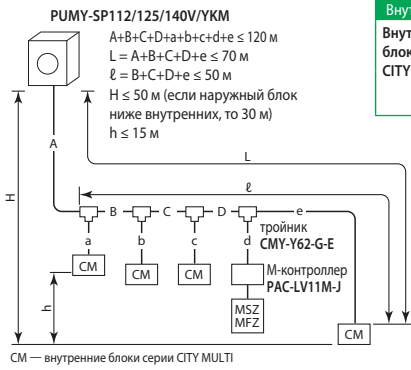 PUMY-SP112/125/140V/YKM
A+B+C+D+a+b+c+d+e ≤ 120 м
L = A+B+C+D+e ≤ 70 м
ℓ = B+C+D+e ≤ 50 м
H ≤ 50 м (если наружный блок
ниже внутренних, то 30 м)
h ≤ 15 м
Внут
Внут
блок
CITY
A
L
H
ℓ
B
C
D
e
a
b
c
d
тройник
CMY-Y62-G-E
CM
CM
CM
М-контроллер
PAC-LV11M-J
h
MSZ
MFZ
CM
CM — внутренние блоки серии CITY MULTI